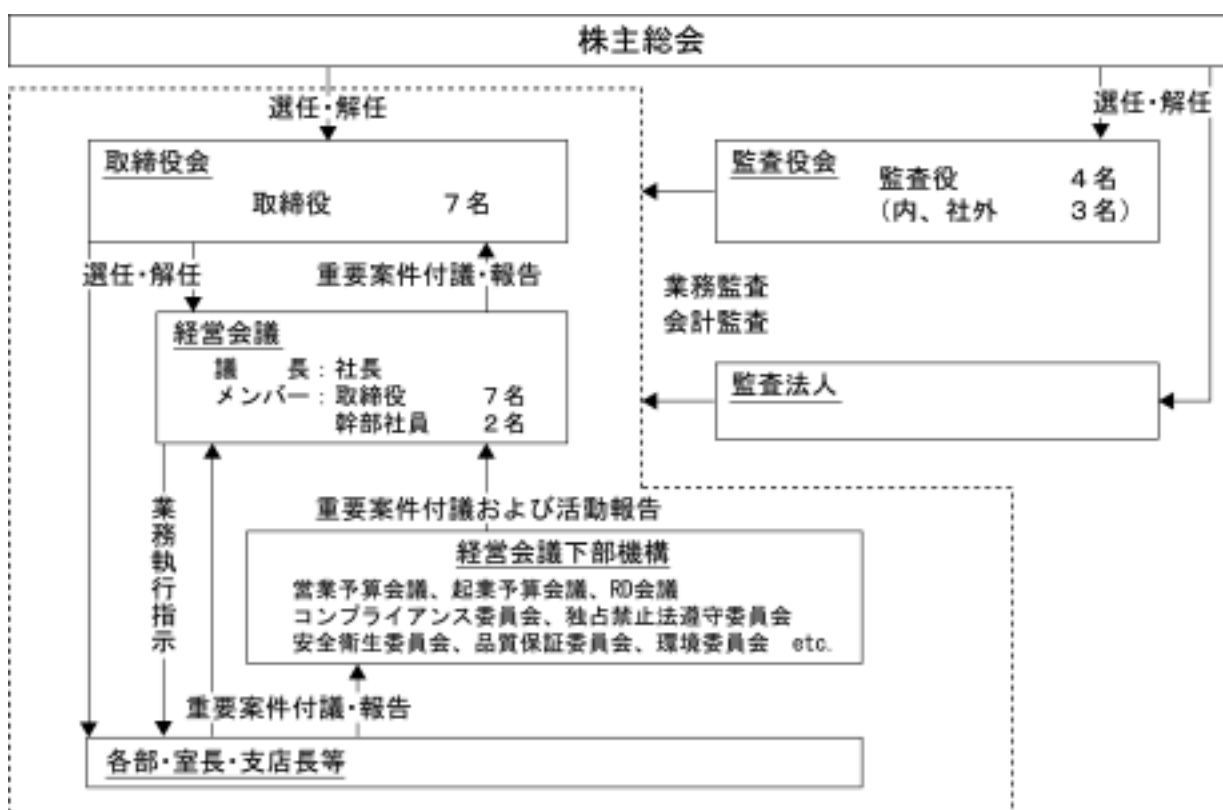 株主総会
選任・解任
選任・解任
取締役会
取締役 7名
監査役会
監査役 4名
(内、社外 3名)
選任・解任
重要案件付議・報告
業務監査
会計監査
経営会議
議 長：社長
メンバー：取締役 7名
幹部社員 2名
監査法人
業務執行指示
重要案件付議および活動報告
経営会議下部機構
営業予算会議、起業予算会議、RD会議
コンプライアンス委員会、独占禁止法遵守委員会
安全衛生委員会、品質保証委員会、環境委員会 etc.
重要案件付議・報告
各部・室長・支店長等